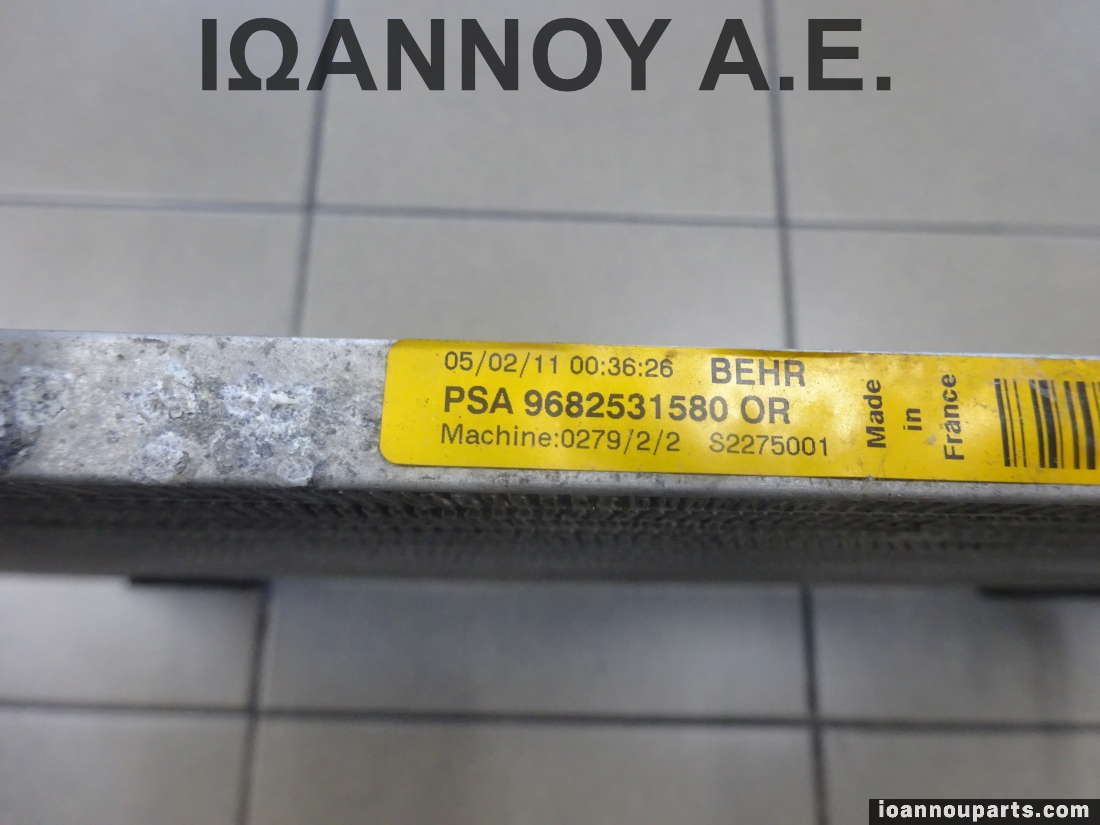 ΙΩΑΝΝΟΥ Α.Ε.
05/02/11 00:36:26 BEHR
PSA 9682531580 OR
Machine:0279/2/2 S2275001
Made
in
France
ioannouparts.com